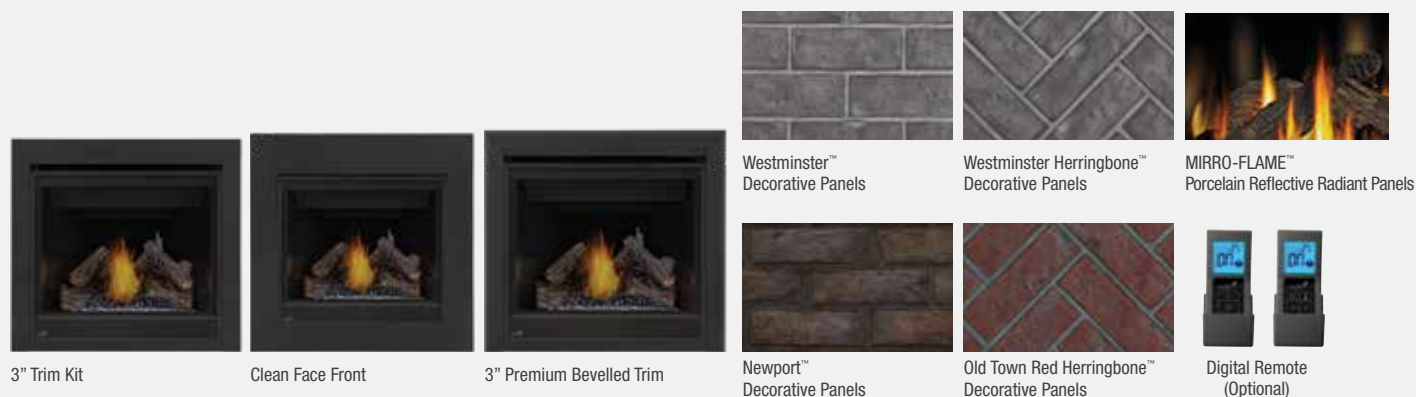 Westminster™
Decorative Panels
Westminster Herringbone™
Decorative Panels
MIRRO-FLAME™
Porcelain Reflective Radiant Panels
3” Trim Kit
Clean Face Front
3” Premium Bevelled Trim
Newport™
Decorative Panels
Old Town Red Herringbone™
Decorative Panels
Digital Remote
(Optional)